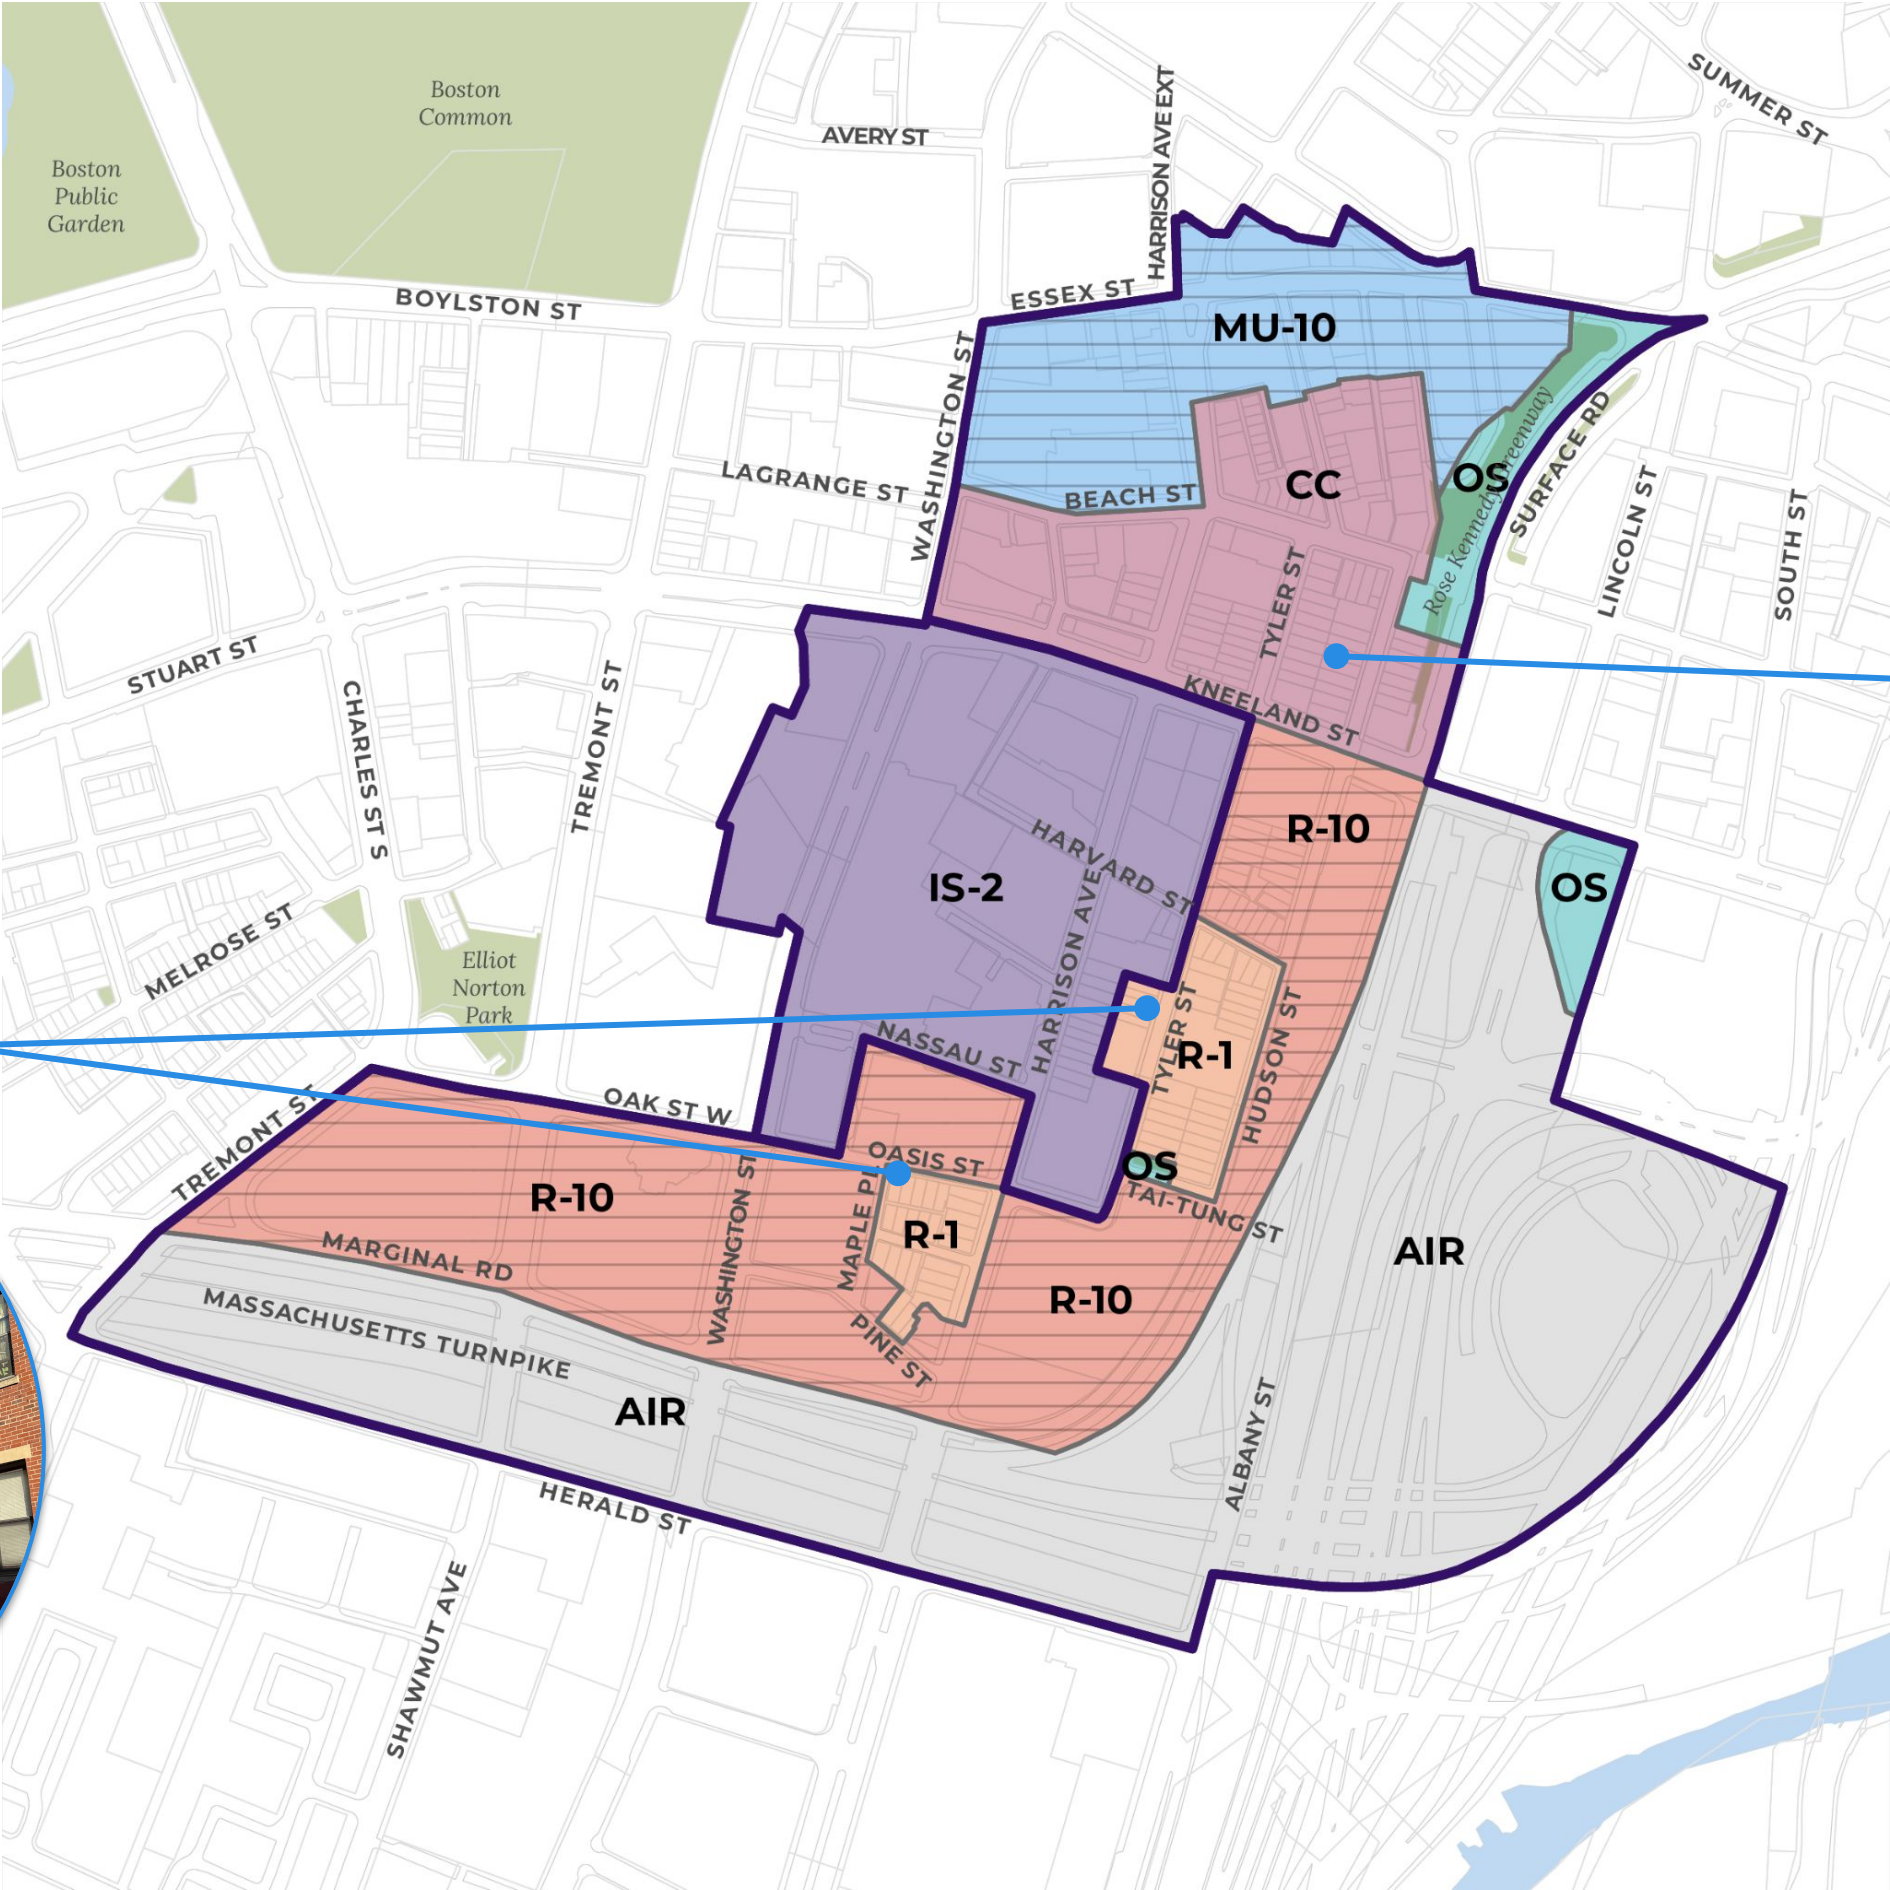 SUMMER ST
Boston
Common
AVERY ST
HARRISON AVE EXT
Boston
Public
Garden
BOYLSTON ST
ESSEX ST
MU-10
WASHINGTON ST
LAGRANGE ST
BEACH ST
CC
OS
Rose Kennedy Greenway
SURFACE RD
LINCOLN ST
SOUTH ST
TYLER ST
STUART ST
CHARLES ST S
TREMONT ST
KNEELAND ST
R-10
HARVARD ST
IS-2
OS
MELROSE ST
Elliot
Norton
Park
HARRISON AVE
NASSAU ST
TYLER ST
R-1
HUDSON ST
OAK ST W
TREMONT ST
OASIS ST
OS
TAI-TUNG ST
R-10
WASHINGTON ST
MAPLE PL
R-1
MARGINAL RD
AIR
R-10
MASSACHUSETTS TURNPIKE
PINE ST
AIR
ALBANY ST
HERALD ST
SHAWMUT AVE